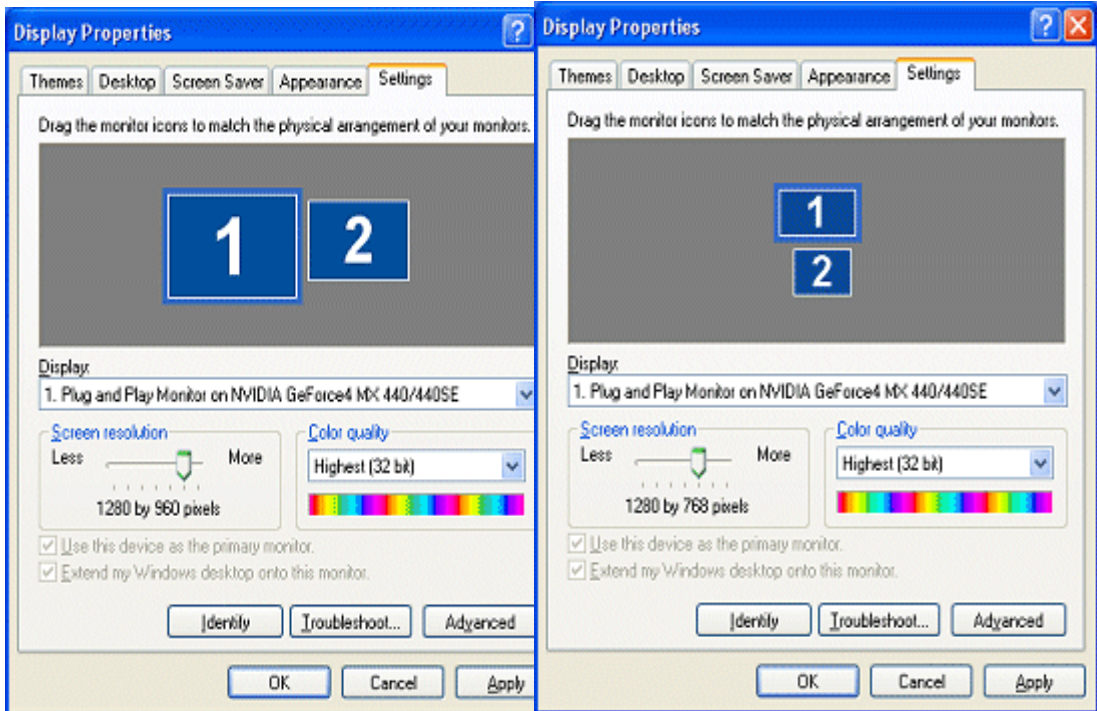 Display Properties
?
Themes Desktop Screen Saver Appearance Settings
Drag the monitor icons to match the physical arrangement of your monitors.
1 2
Display:
1. Plug and Play Monitor on NVIDIA GeForce4 MX 440/440SE
Screen resolution
Less More
1280 by 960 pixels
Color quality
Highest (32 bit)
Use this device as the primary monitor.
Extend my Windows desktop onto this monitor.
Identify Troubleshoot... Advanced
OK Cancel Apply
Display Properties
? X
Themes Desktop Screen Saver Appearance Settings
Drag the monitor icons to match the physical arrangement of your monitors.
1
2
Display:
1. Plug and Play Monitor on NVIDIA GeForce4 MX 440/440SE
Screen resolution
Less More
1280 by 768 pixels
Color quality
Highest (32 bit)
Use this device as the primary monitor.
Extend my Windows desktop onto this monitor.
Identify Troubleshoot... Advanced
OK Cancel Apply